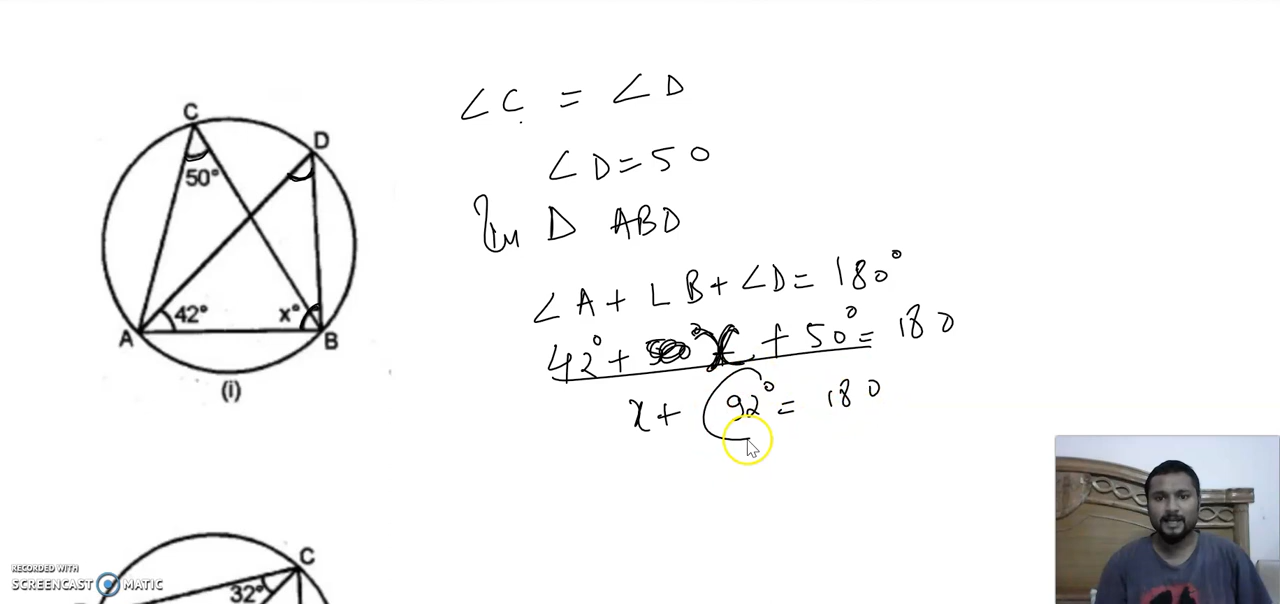 ∠C = ∠D
∠D = 50
In Δ ABD
∠A + ∠B + ∠D = 180°
42° + x + 50° = 180
x + 92° = 180
C
D
50°
42°
x°
A
B
(i)
C
32°
RECORDED WITH
SCREENCAST MATIC